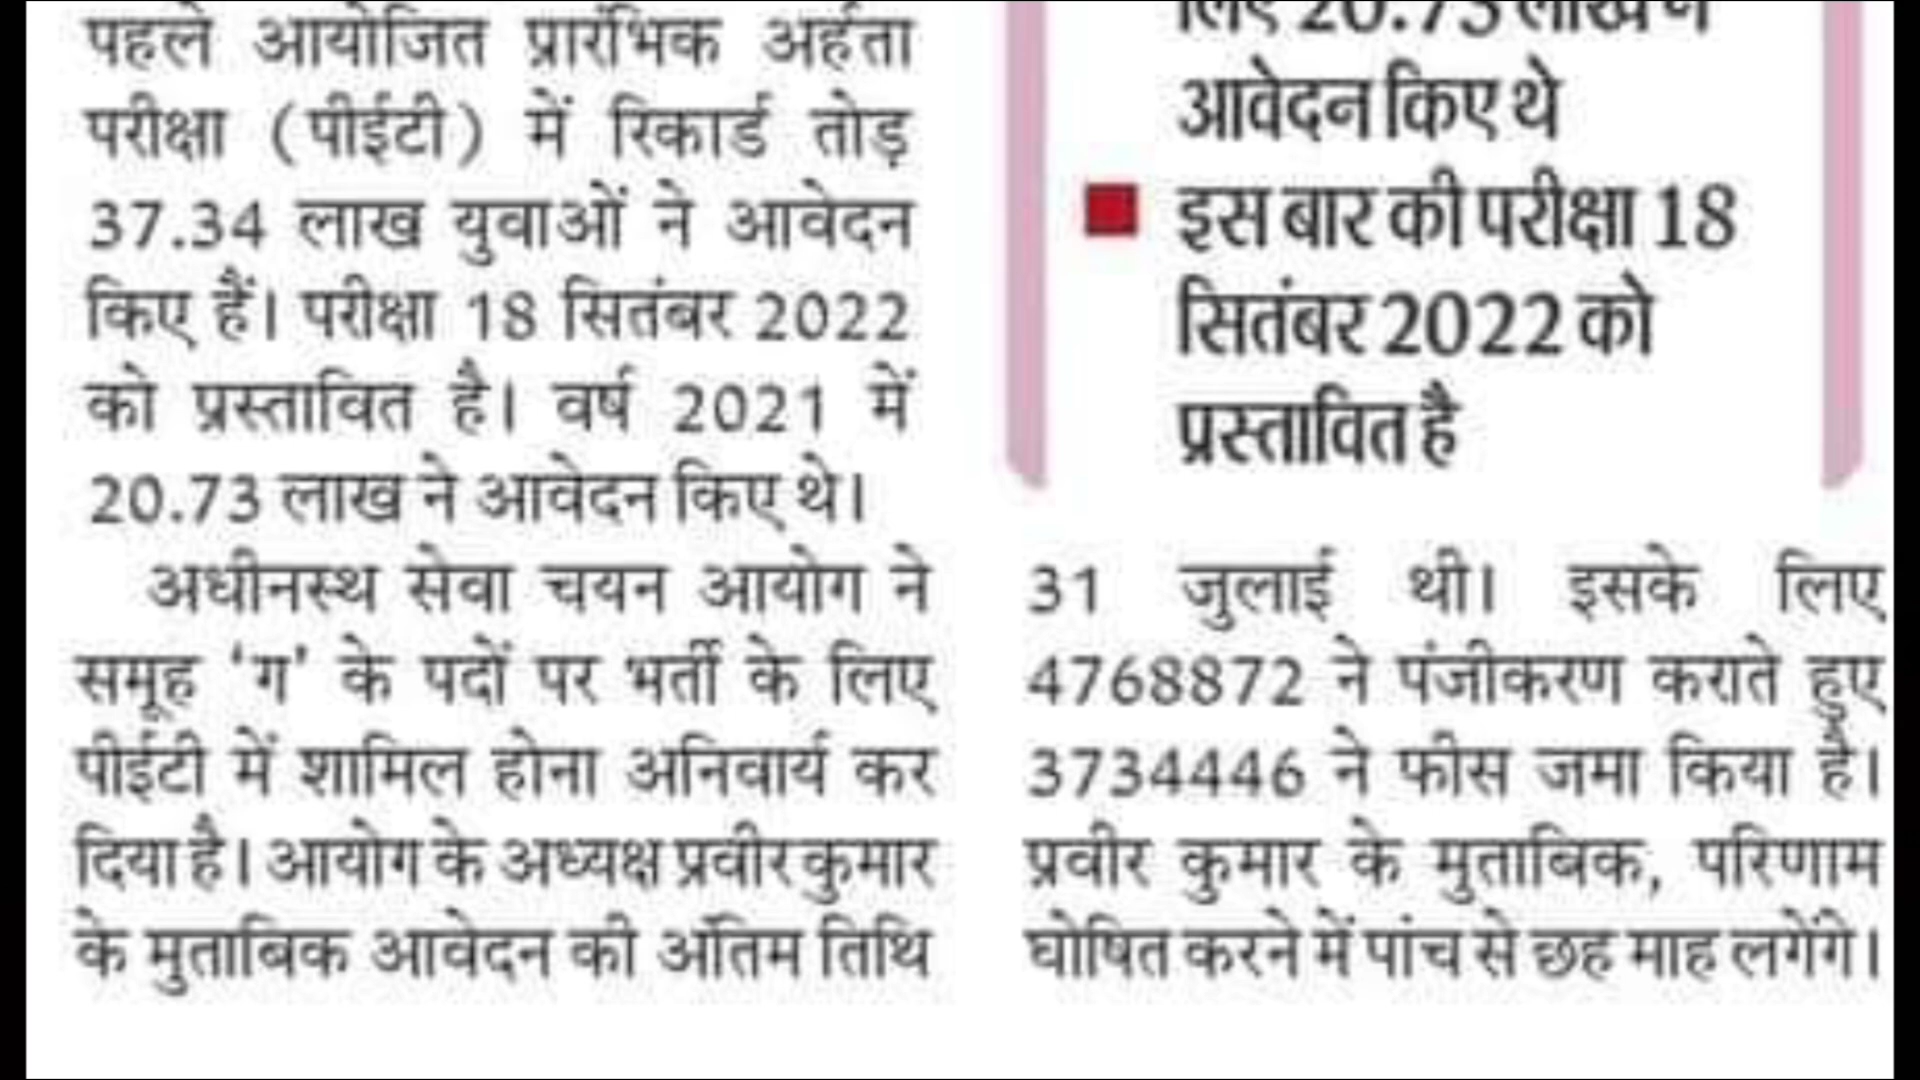 पहले आयोजित प्रारंभिक अर्हता
परीक्षा (पीईटी) में रिकार्ड तोड़
37.34 लाख युवाओं ने आवेदन
किए हैं। परीक्षा 18 सितंबर 2022
को प्रस्तावित है। वर्ष 2021 में
20.73 लाख ने आवेदन किए थे।
अधीनस्थ सेवा चयन आयोग ने
समूह ‘ग’ के पदों पर भर्ती के लिए
पीईटी में शामिल होना अनिवार्य कर
दिया है। आयोग के अध्यक्ष प्रवीर कुमार
के मुताबिक आवेदन की अंतिम तिथि
लिए 20.73 लाख ने
आवेदन किए थे
इस बार की परीक्षा 18
सितंबर 2022 को
प्रस्तावित है
31 जुलाई थी। इसके लिए
4768872 ने पंजीकरण कराते हुए
3734446 ने फीस जमा किया है।
प्रवीर कुमार के मुताबिक, परिणाम
घोषित करने में पांच से छह माह लगेंगे।